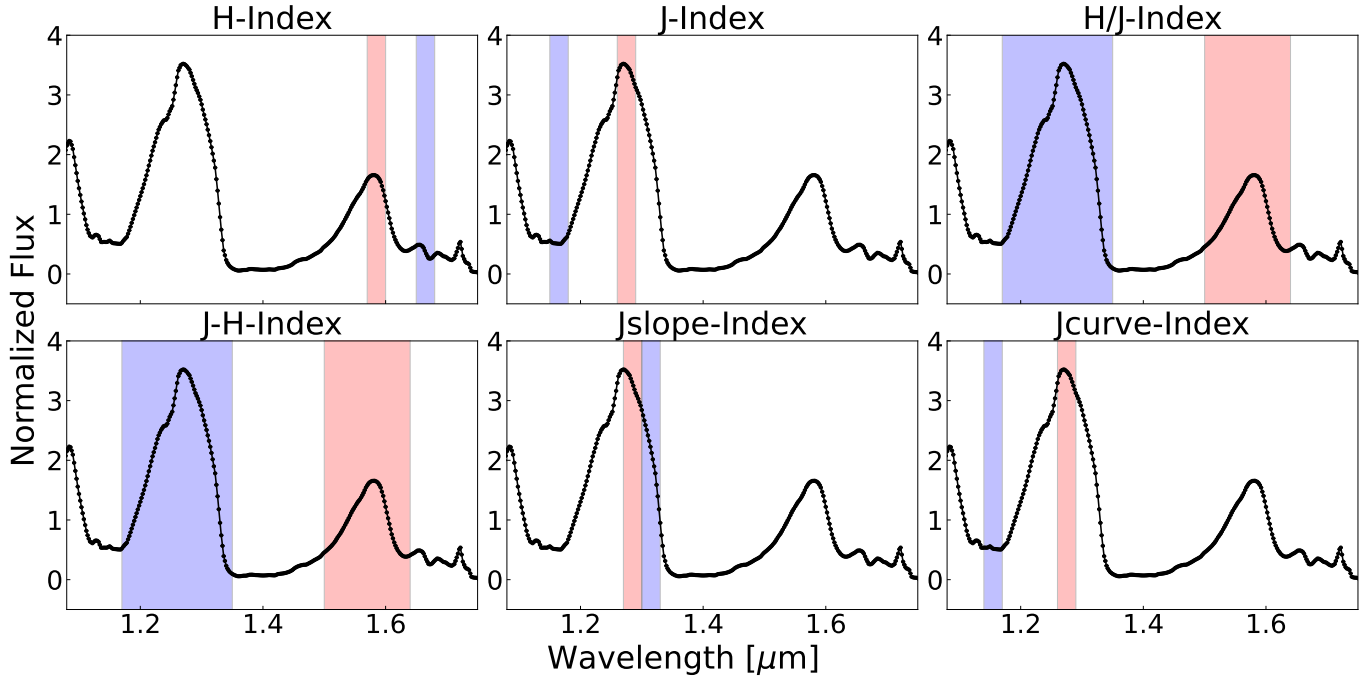 H-Index J-Index H/J-Index
4 4 4
3 3 3
2 2 2
1 1 1
0 0 0
J-H-Index Jslope-Index Jcurve-Index
4 4 4
3 3 3
2 2 2
1 1 1
0 0 0
1.2 1.4 1.6 1.2 1.4 1.6 1.2 1.4 1.6
Normalized Flux
Wavelength [μm]